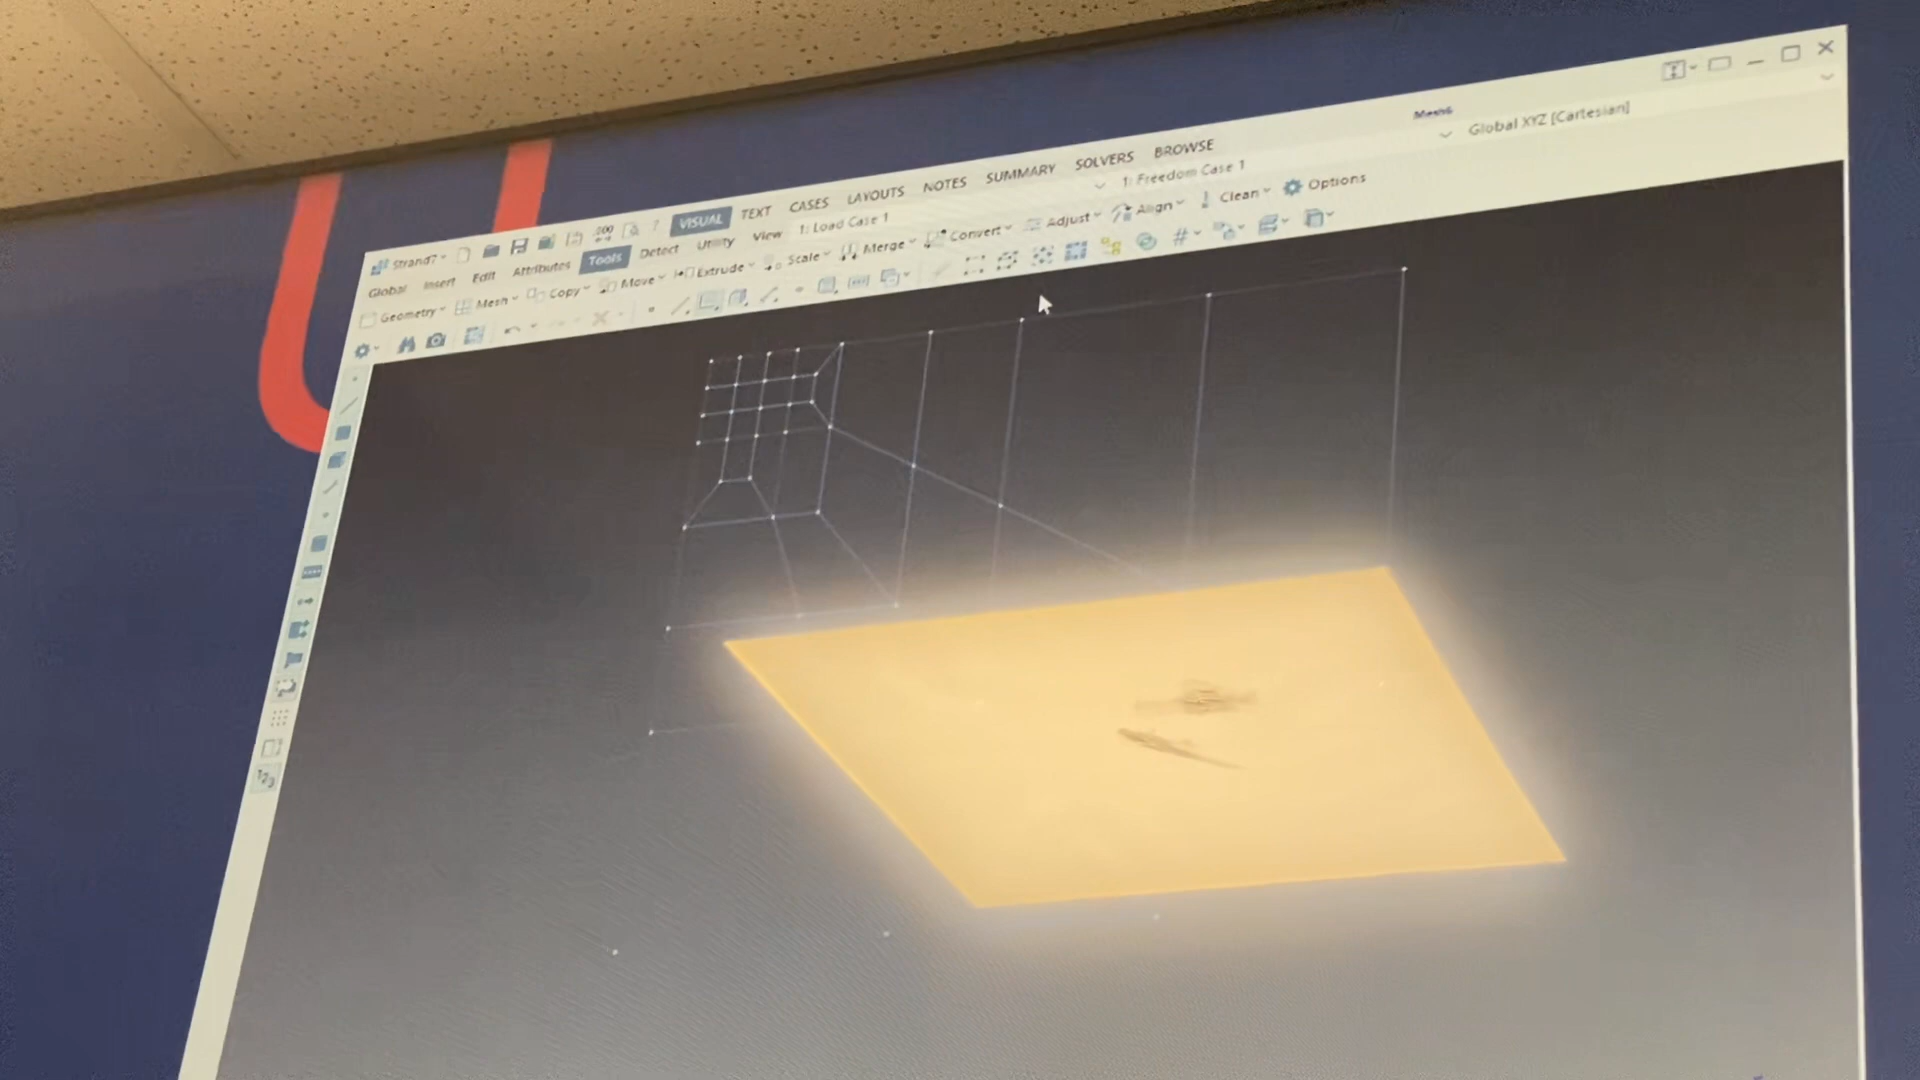 Mesh6
Strand7
VISUAL TEXT CASES LAYOUTS NOTES SUMMARY SOLVERS BROWSE
Global Insert Edit Attributes Tools Detect Utility View 1: Load Case 1 1: Freedom Case 1 Global XYZ [Cartesian]
Geometry Mesh Copy Move Extrude Scale Merge Convert Adjust Align Clean Options
123